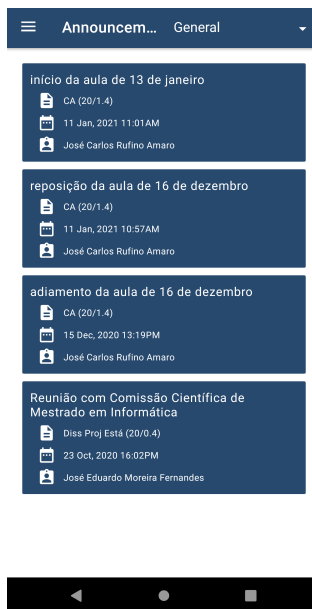 Announcem... General
início da aula de 13 de janeiro
CA (20/1.4)
11 Jan, 2021 11:01AM
José Carlos Rufino Amaro
reposição da aula de 16 de dezembro
CA (20/1.4)
11 Jan, 2021 10:57AM
José Carlos Rufino Amaro
adiamento da aula de 16 de dezembro
CA (20/1.4)
15 Dec, 2020 13:19PM
José Carlos Rufino Amaro
Reunião com Comissão Científica de
Mestrado em Informática
Diss Proj Está (20/0.4)
23 Oct, 2020 16:02PM
José Eduardo Moreira Fernandes